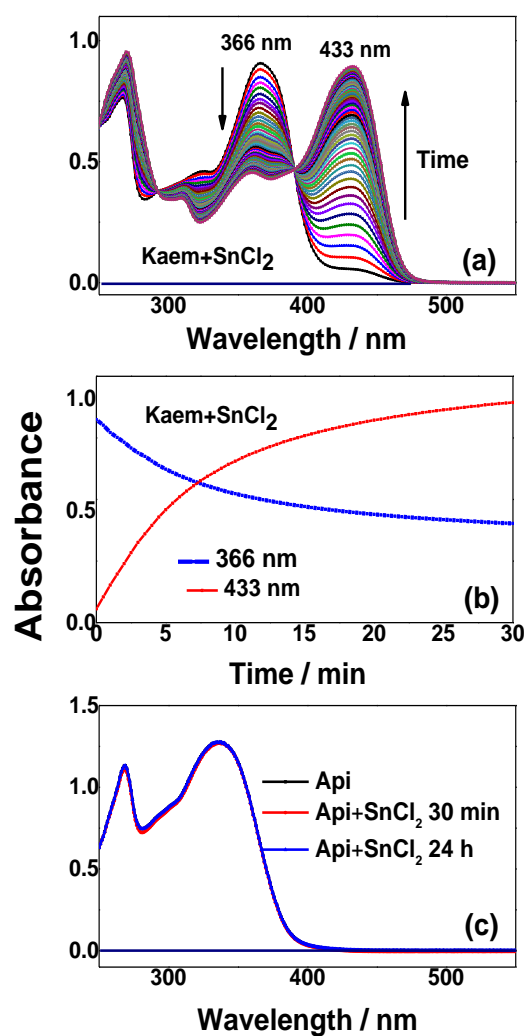 1.0
366 nm
433 nm
Time
0.5
Kaem+SnCl2
0.0
(a)
300 400 500
Wavelength / nm
1.0
Kaem+SnCl2
0.5
366 nm
433 nm
0.0
(b)
0 5 10 15 20 25 30
Time / min
Absorbance
1.5
1.0
Api
Api+SnCl2 30 min
0.5
Api+SnCl2 24 h
0.0
(c)
300 400 500
Wavelength / nm